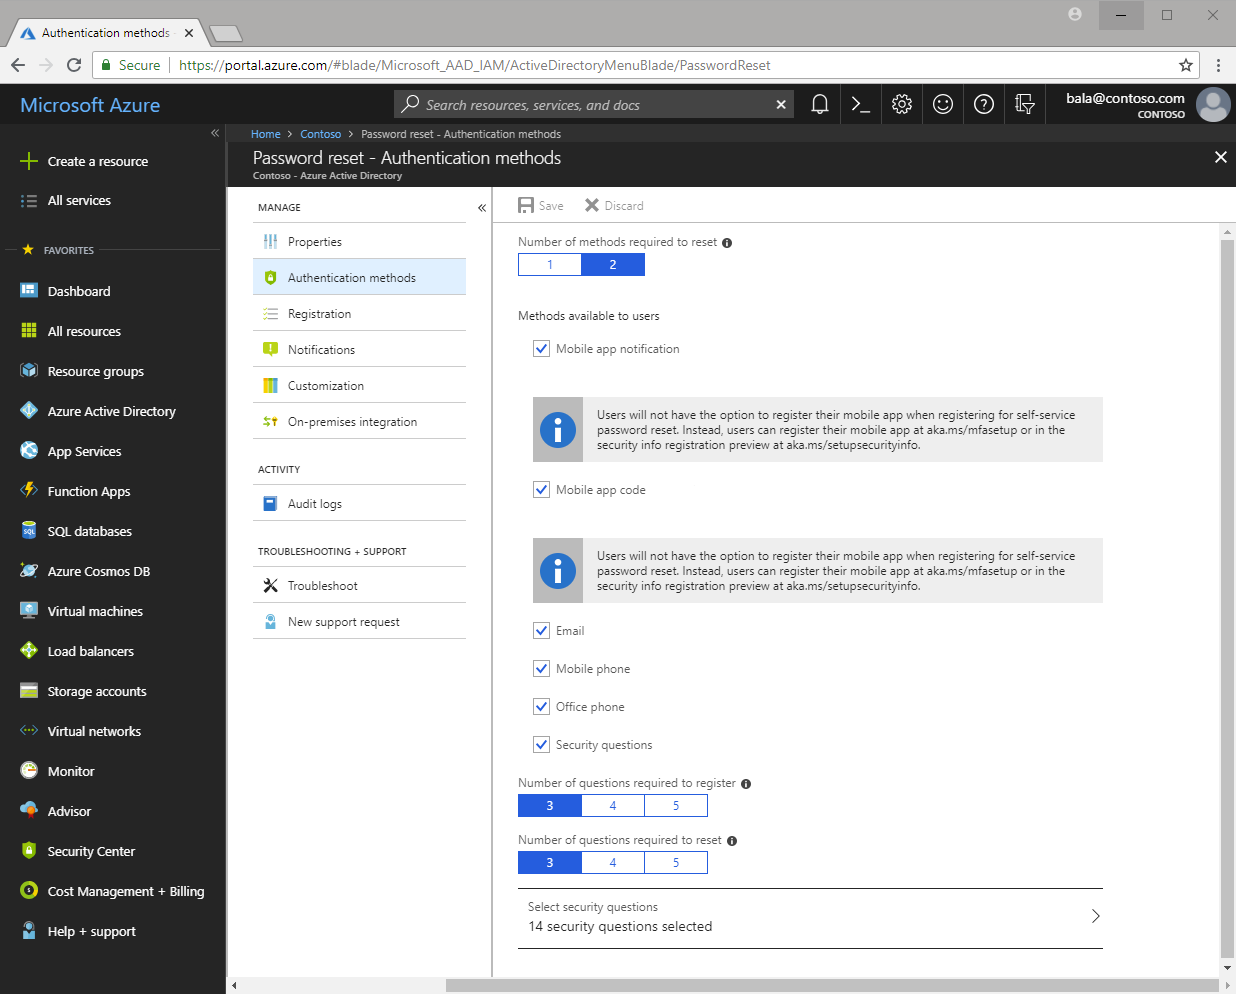 Authentication methods
Secure
https://portal.azure.com/#blade/Microsoft_AAD_IAM/ActiveDirectoryMenuBlade/PasswordReset
Microsoft Azure
Search resources, services, and docs
bala@contoso.com
CONTOSO
Create a resource
All services
FAVORITES
Dashboard
All resources
Resource groups
Azure Active Directory
App Services
Function Apps
SQL databases
Azure Cosmos DB
Virtual machines
Load balancers
Storage accounts
Virtual networks
Monitor
Advisor
Security Center
Cost Management + Billing
Help + support
Home > Contoso > Password reset - Authentication methods
Password reset - Authentication methods
Contoso - Azure Active Directory
MANAGE
Properties
Authentication methods
Registration
Notifications
Customization
On-premises integration
ACTIVITY
Audit logs
TROUBLESHOOTING + SUPPORT
Troubleshoot
New support request
Save Discard
Number of methods required to reset
1 2
Methods available to users
Mobile app notification
Users will not have the option to register their mobile app when registering for self-service
password reset. Instead, users can register their mobile app at aka.ms/mfasetup or in the
security info registration preview at aka.ms/setupsecurityinfo.
Mobile app code
Users will not have the option to register their mobile app when registering for self-service
password reset. Instead, users can register their mobile app at aka.ms/mfasetup or in the
security info registration preview at aka.ms/setupsecurityinfo.
Email
Mobile phone
Office phone
Security questions
Number of questions required to register
3 4 5
Number of questions required to reset
3 4 5
Select security questions
14 security questions selected